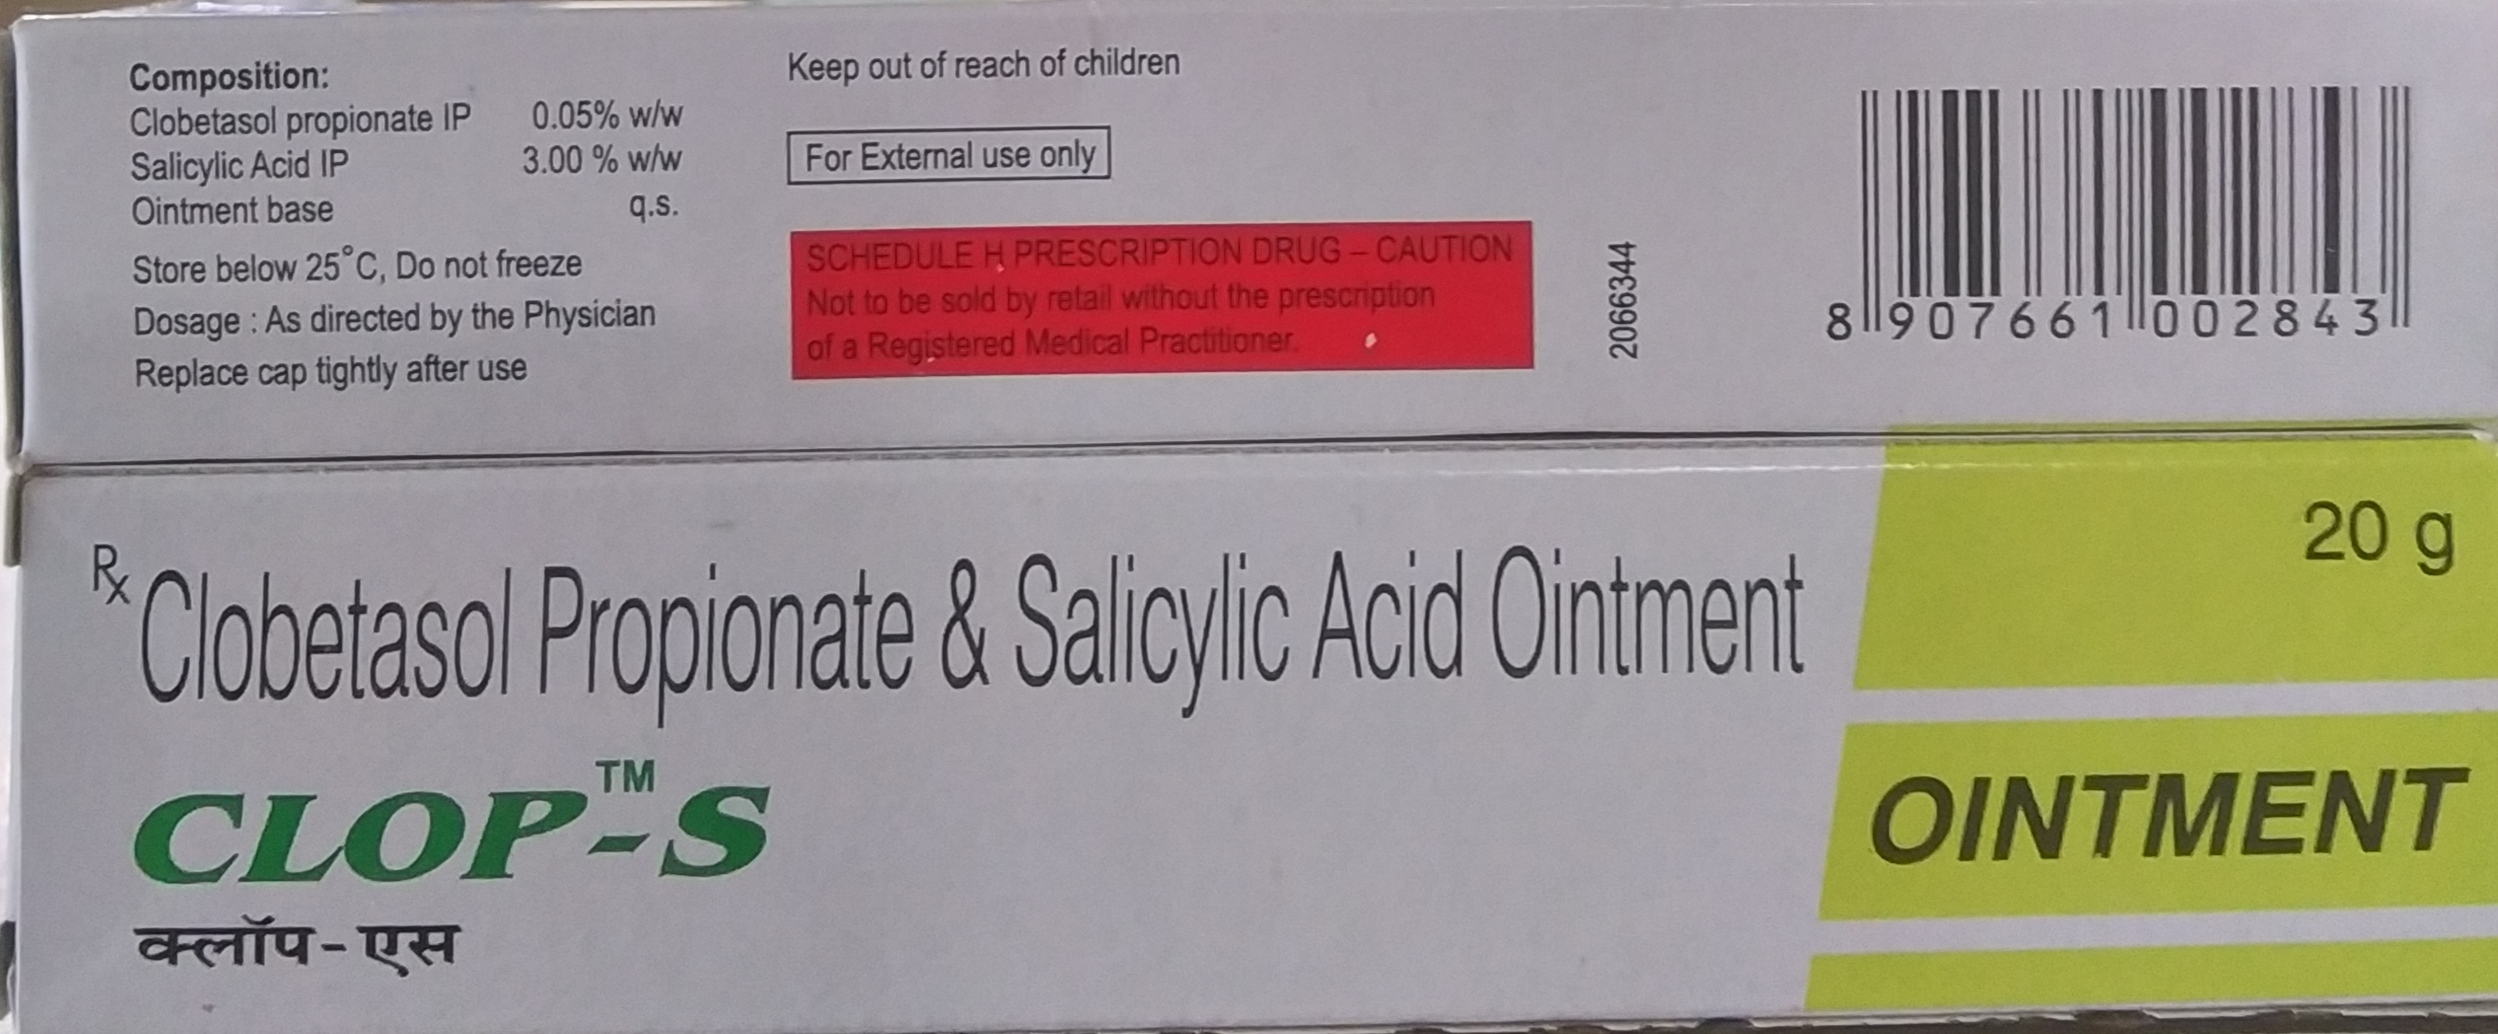 Composition:
Clobetasol propionate IP 0.05% w/w
Salicylic Acid IP 3.00 % w/w
Ointment base q.s.
Store below 25°C, Do not freeze
Dosage : As directed by the Physician
Replace cap tightly after use
Keep out of reach of children
For External use only
SCHEDULE H PRESCRIPTION DRUG – CAUTION
Not to be sold by retail without the prescription
of a Registered Medical Practitioner.
2066344
8 907661 002843
Rx Clobetasol Propionate & Salicylic Acid Ointment
20 g
CLOP™-S
OINTMENT
क्लॉप-एस